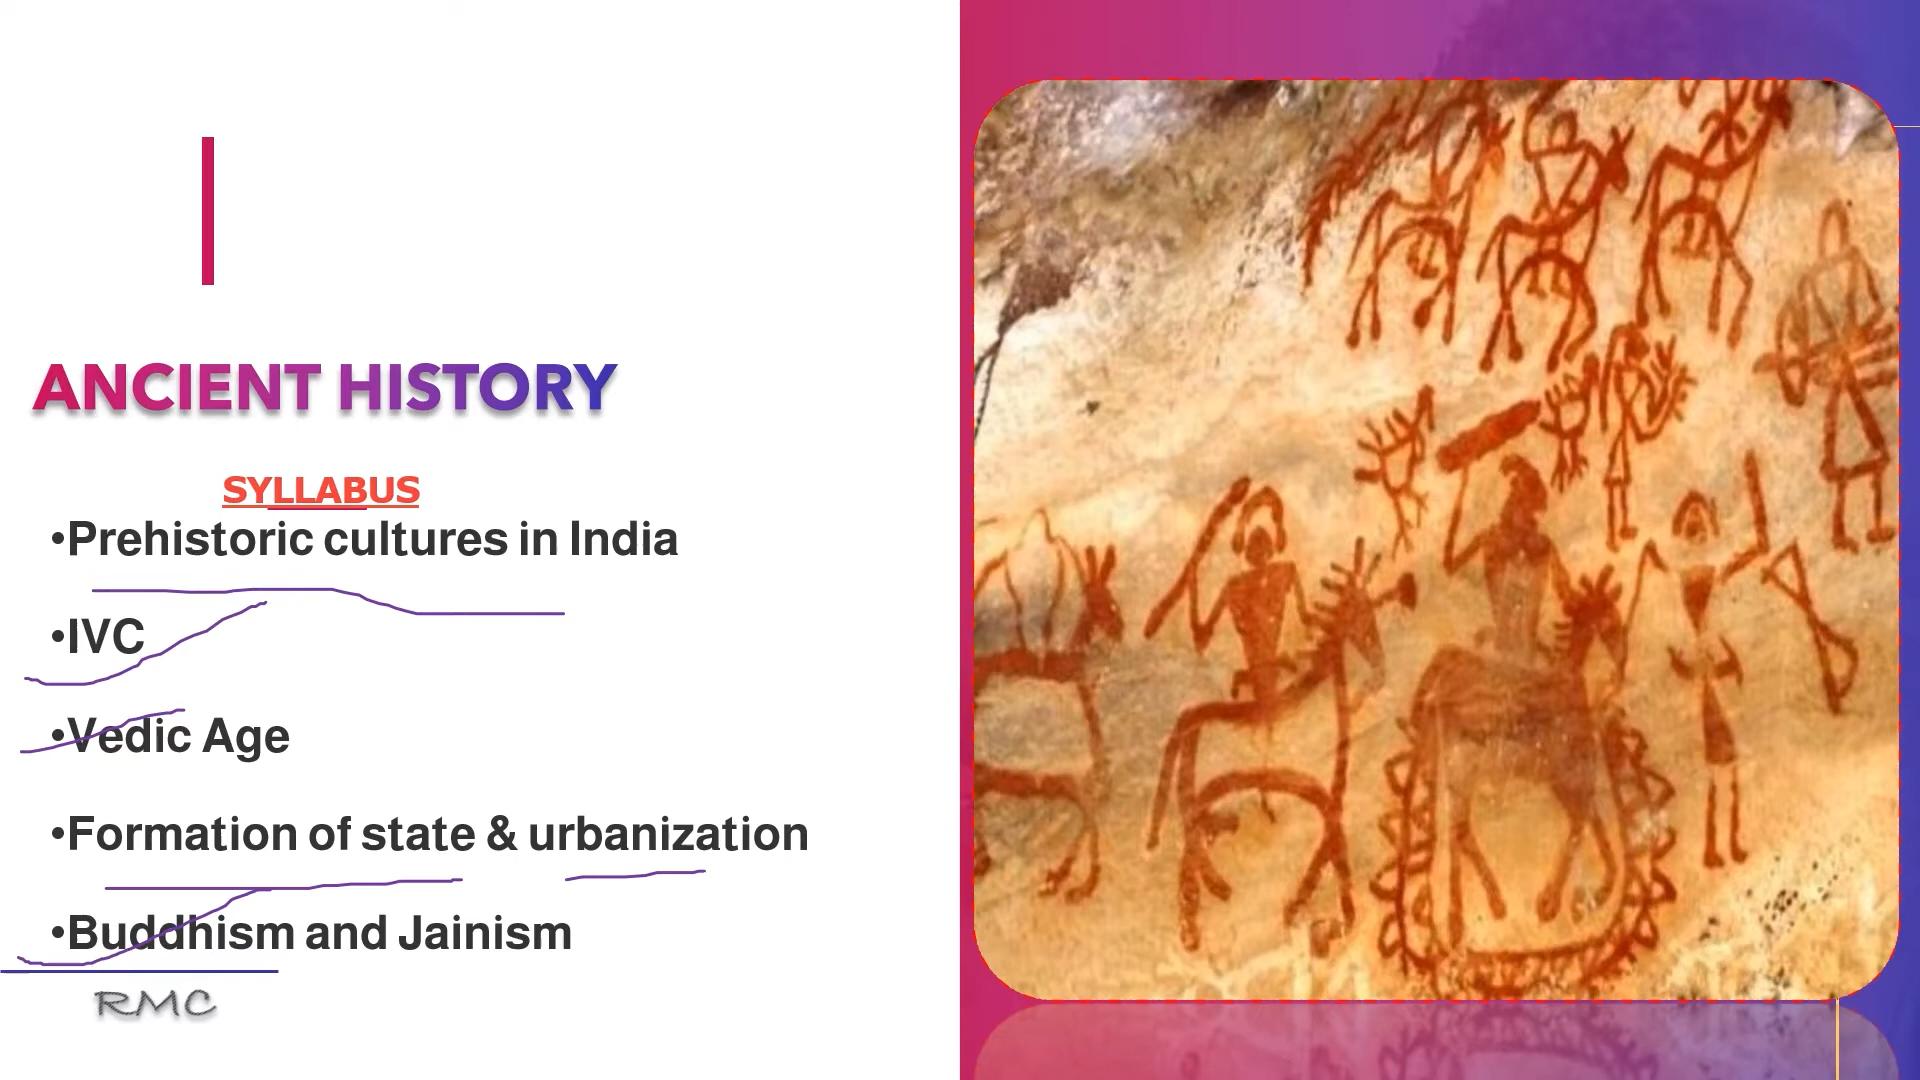 ANCIENT HISTORY
SYLLABUS
•Prehistoric cultures in India
•IVC
•Vedic Age
•Formation of state & urbanization
•Buddhism and Jainism
RMC